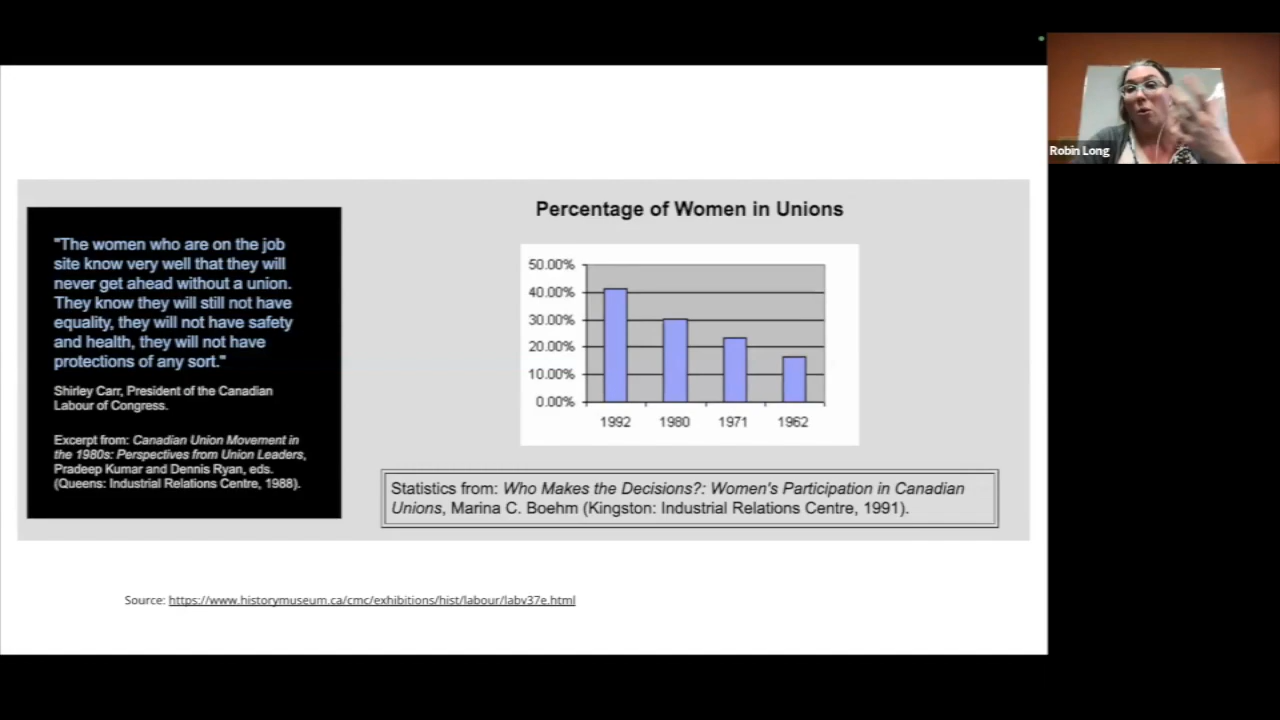 Robin Long
"The women who are on the job
site know very well that they will
never get ahead without a union.
They know they will still not have
equality, they will not have safety
and health, they will not have
protections of any sort."
Shirley Carr, President of the Canadian
Labour of Congress.
Excerpt from: Canadian Union Movement in
the 1980s: Perspectives from Union Leaders,
Pradeep Kumar and Dennis Ryan, eds.
(Queens: Industrial Relations Centre, 1988).
Percentage of Women in Unions
50.00%
40.00%
30.00%
20.00%
10.00%
0.00%
1992 1980 1971 1962
Statistics from: Who Makes the Decisions?: Women's Participation in Canadian
Unions, Marina C. Boehm (Kingston: Industrial Relations Centre, 1991).
Source: https://www.historymuseum.ca/cmc/exhibitions/hist/labour/labv37e.html